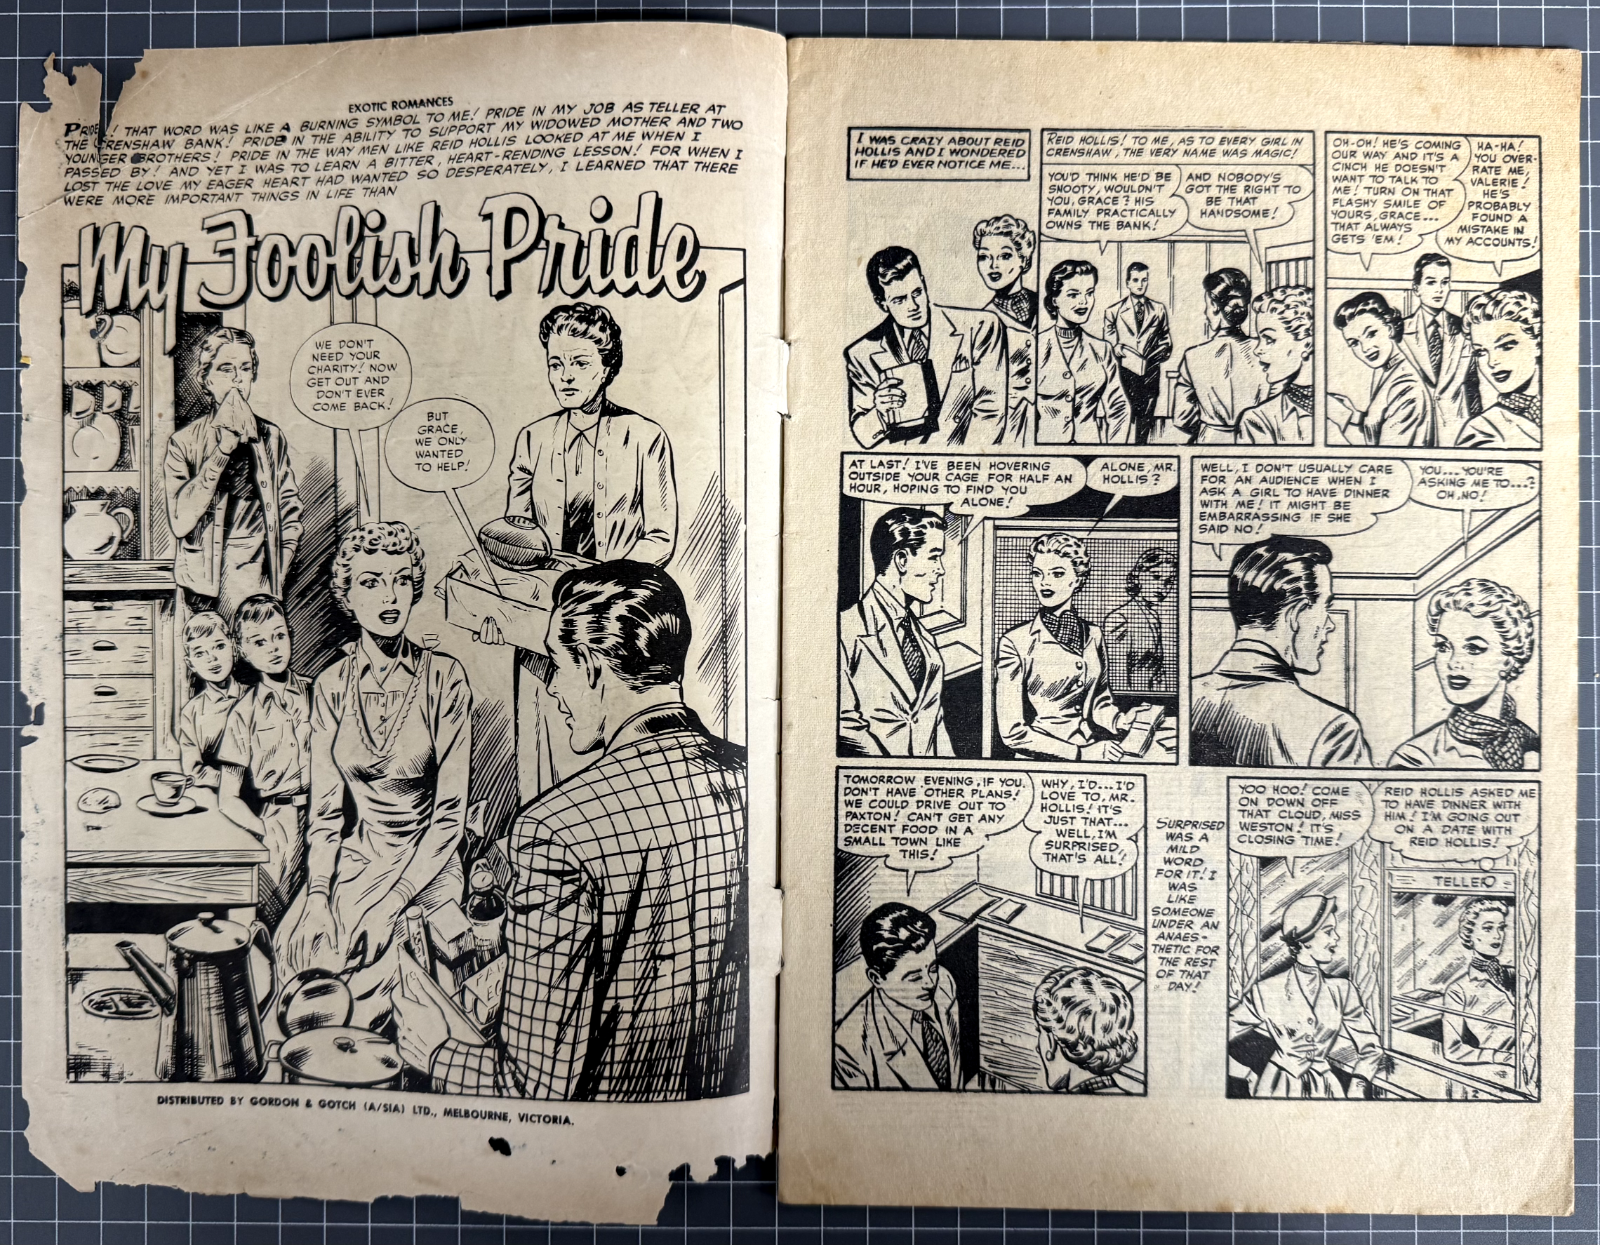 EXOTIC ROMANCES
PRIDE! THAT WORD WAS LIKE A BURNING SYMBOL TO ME! PRIDE IN MY JOB AS TELLER AT
THE CRENSHAW BANK! PRIDE IN THE ABILITY TO SUPPORT MY WIDOWED MOTHER AND TWO
YOUNGER BROTHERS! PRIDE IN THE WAY MEN LIKE REID HOLLIS LOOKED AT ME WHEN I
PASSED BY! AND YET I WAS TO LEARN A BITTER, HEART-RENDING LESSON! FOR WHEN I
LOST THE LOVE MY EAGER HEART HAD WANTED SO DESPERATELY, I LEARNED THAT THERE
WERE MORE IMPORTANT THINGS IN LIFE THAN
My Foolish Pride
WE DON'T
NEED YOUR
CHARITY! NOW
GET OUT AND
DON'T EVER
COME BACK!
BUT
GRACE,
WE ONLY
WANTED
TO HELP!
DISTRIBUTED BY GORDON & GOTCH (A/SIA) LTD., MELBOURNE, VICTORIA.
I WAS CRAZY ABOUT REID
HOLLIS AND I WONDERED
IF HE'D EVER NOTICE ME...
REID HOLLIS! TO ME, AS TO EVERY GIRL IN
CRENSHAW, THE VERY NAME WAS MAGIC!
YOU'D THINK HE'D BE
SNOOTY, WOULDN'T
YOU, GRACE? HIS
FAMILY PRACTICALLY
OWNS THE BANK!
AND NOBODY'S
GOT THE RIGHT TO
BE THAT
HANDSOME!
OH-OH! HE'S COMING
OUR WAY AND IT'S A
CINCH HE DOESN'T
WANT TO TALK TO
ME! TURN ON THAT
FLASHY SMILE OF
YOURS, GRACE...
THAT ALWAYS
GETS 'EM!
HA-HA!
YOU OVER-
RATE ME,
VALERIE!
HE'S
PROBABLY
FOUND A
MISTAKE IN
MY ACCOUNTS!
AT LAST! I'VE BEEN HOVERING
OUTSIDE YOUR CAGE FOR HALF AN
HOUR, HOPING TO FIND YOU
ALONE!
ALONE, MR.
HOLLIS?
WELL, I DON'T USUALLY CARE
FOR AN AUDIENCE WHEN I
ASK A GIRL TO HAVE DINNER
WITH ME! IT MIGHT BE
EMBARRASSING IF SHE
SAID NO!
YOU...YOU'RE
ASKING ME TO...?
OH, NO!
TOMORROW EVENING, IF YOU
DON'T HAVE OTHER PLANS!
WE COULD DRIVE OUT TO
PAXTON! CAN'T GET ANY
DECENT FOOD IN A
SMALL TOWN LIKE
THIS!
WHY, I'D...I'D
LOVE TO, MR.
HOLLIS! IT'S
JUST THAT...
WELL, I'M
SURPRISED,
THAT'S ALL!
SURPRISED
WAS A
MILD
WORD
FOR IT! I
WAS
LIKE
SOMEONE
UNDER AN
ANAES-
THETIC FOR
THE REST
OF THAT
DAY!
YOO HOO! COME
ON DOWN OFF
THAT CLOUD, MISS
WESTON! IT'S
CLOSING TIME!
REID HOLLIS ASKED ME
TO HAVE DINNER WITH
HIM! I'M GOING OUT
ON A DATE WITH
REID HOLLIS!
TELLER
2